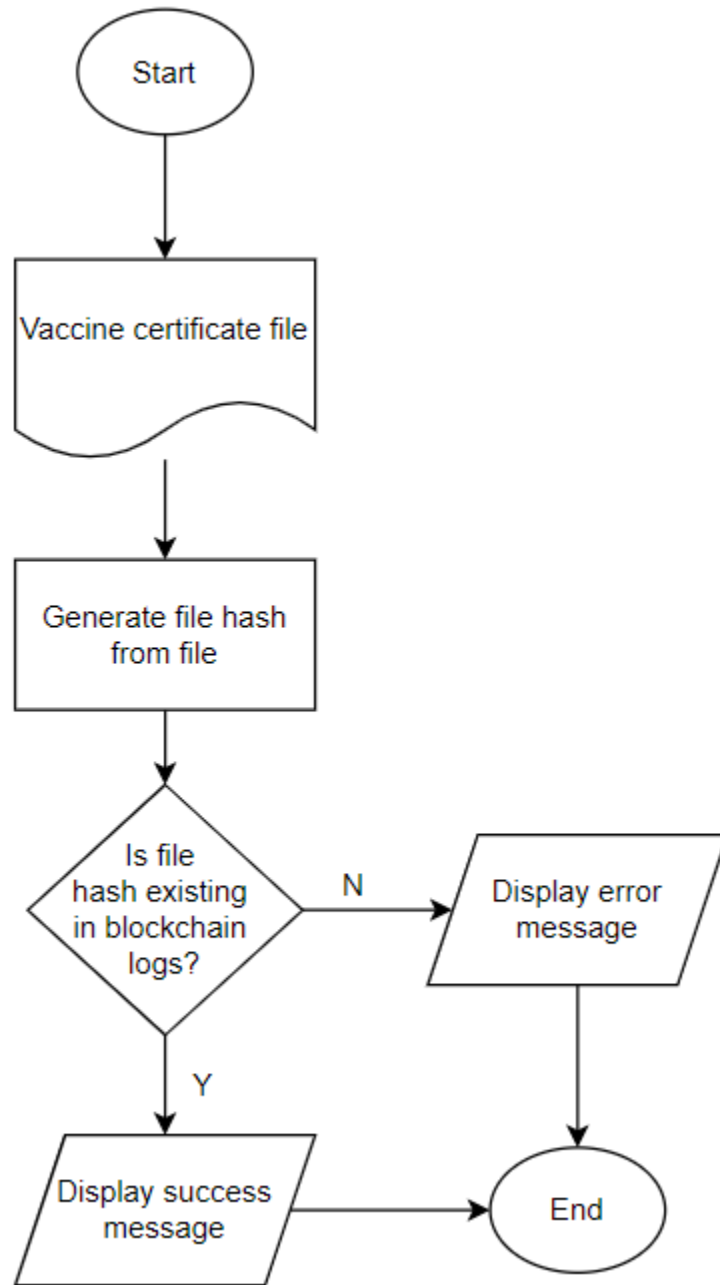 Start
Vaccine certificate file
Generate file hash
from file
Is file
hash existing
in blockchain
logs?
N
Display error
message
Y
Display success
message
End